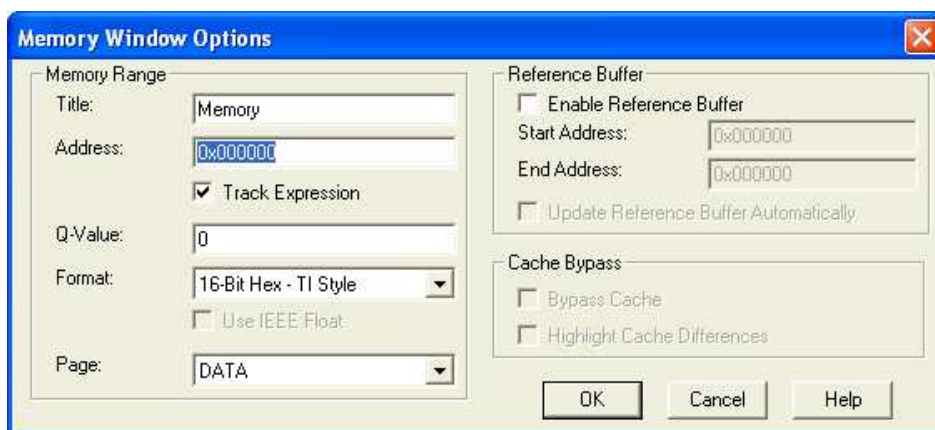 Memory Window Options
Memory Range
Title:
Memory
Address:
0x000000
Track Expression
Q-Value:
0
Format:
16-Bit Hex - TI Style
Use IEEE Float
Page:
DATA
Reference Buffer
Enable Reference Buffer
Start Address:
0x000000
End Address:
0x000000
Update Reference Buffer Automatically
Cache Bypass
Bypass Cache
Highlight Cache Differences
OK
Cancel
Help